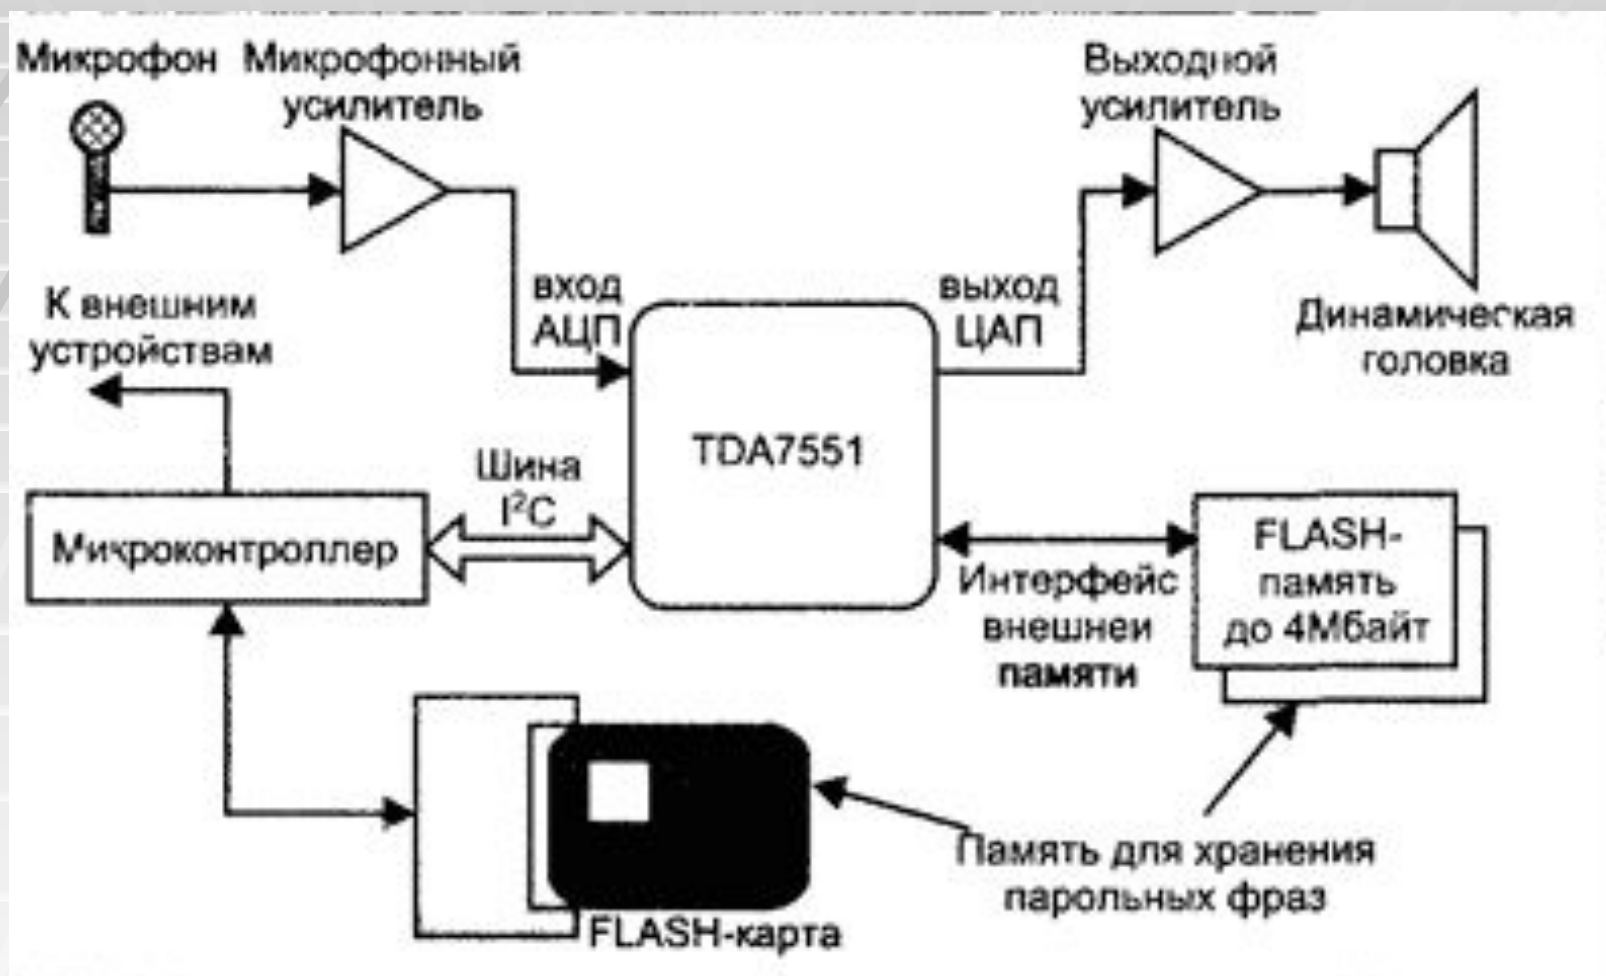 Микрофон
Микрофонный
усилитель
Выходной
усилитель
К внешним
устройствам
вход
АЦП
выход
ЦАП
Динамическая
головка
TDA7551
Шина
I²C
Микроконтроллер
Интерфейс
внешней
памяти
FLASH-
память
до 4Мбайт
Память для хранения
парольных фраз
FLASH-карта